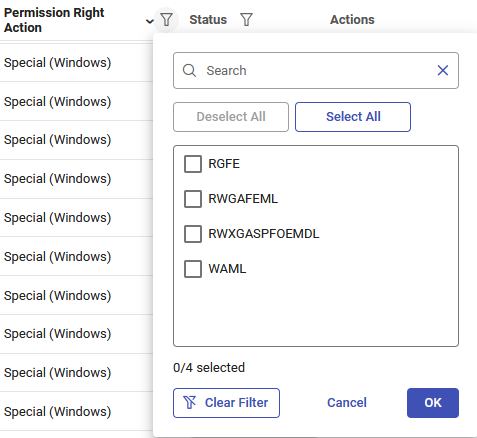 Permission Right
Action
Status
Actions
Special (Windows)
Special (Windows)
Special (Windows)
Special (Windows)
Special (Windows)
Special (Windows)
Special (Windows)
Special (Windows)
Special (Windows)
Special (Windows)
Search
Deselect All
Select All
RGFE
RWGAFEML
RWXGASPFOEMDL
WAML
0/4 selected
Clear Filter
Cancel
OK